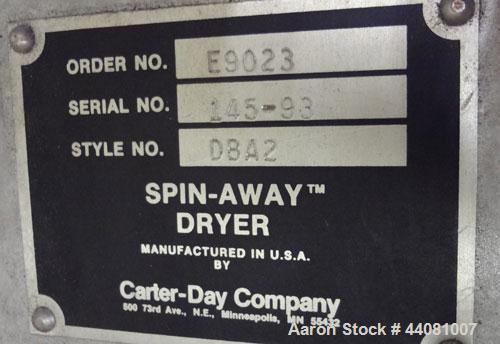 ORDER NO. E9023
SERIAL NO. 145-93
STYLE NO. D8A2
SPIN-AWAY™
DRYER
MANUFACTURED IN U.S.A.
BY
Carter-Day Company
500 73rd Ave., N.E., Minneapolis, MN 55432
Aaron Stock # 44081007